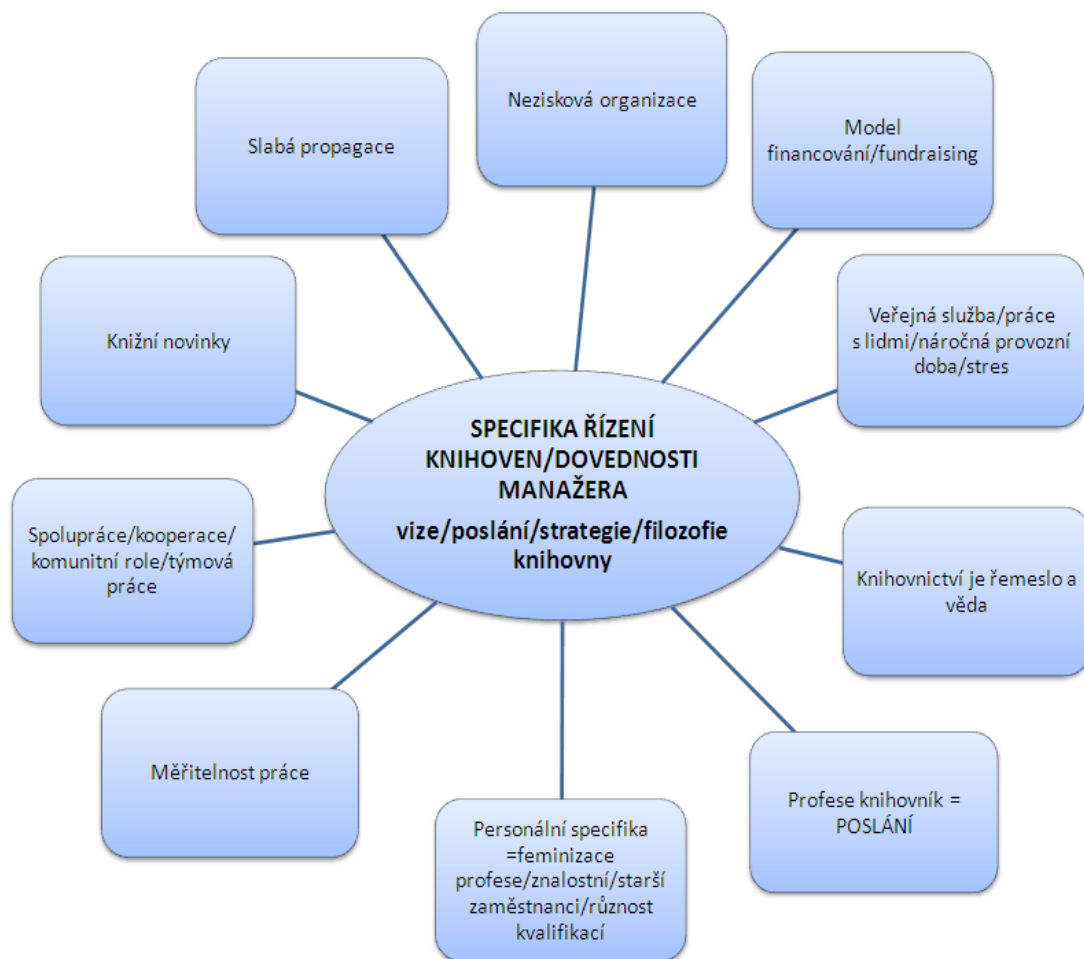 Nezisková organizace
Model
financování/fundraising
Slabá propagace
Veřejná služba/práce
s lidmi/náročná provozní
doba/stres
Knižní novinky
SPECIFIKA ŘÍZENÍ
KNIHOVEN/DOVEDNOSTI
MANAŽERA
vize/poslání/strategie/filozofie
knihovny
Spolupráce/kooperace/
komunitní role/týmová
práce
Knihovnictví je řemeslo a
věda
Měřitelnost práce
Profese knihovník =
POSLÁNÍ
Personální specifika
=feminizace
profese/znalostní/starší
zaměstnanci/různost
kvalifikací